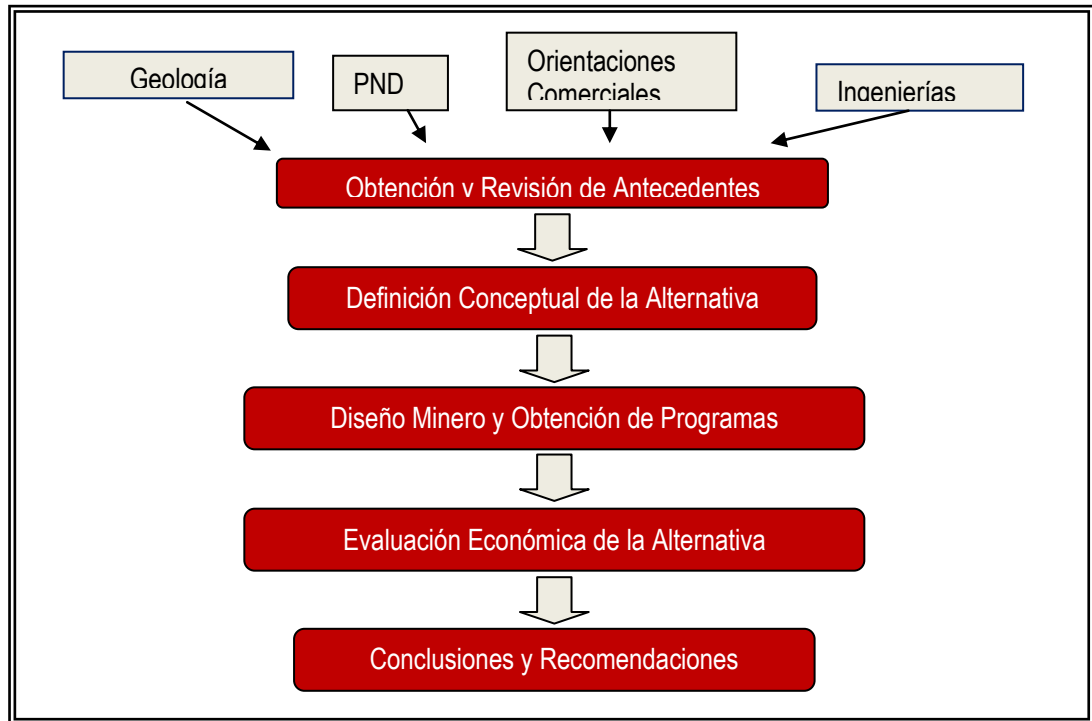 Geología
PND
Orientaciones
Comerciales
Ingenierías
Obtención y Revisión de Antecedentes
Definición Conceptual de la Alternativa
Diseño Minero y Obtención de Programas
Evaluación Económica de la Alternativa
Conclusiones y Recomendaciones